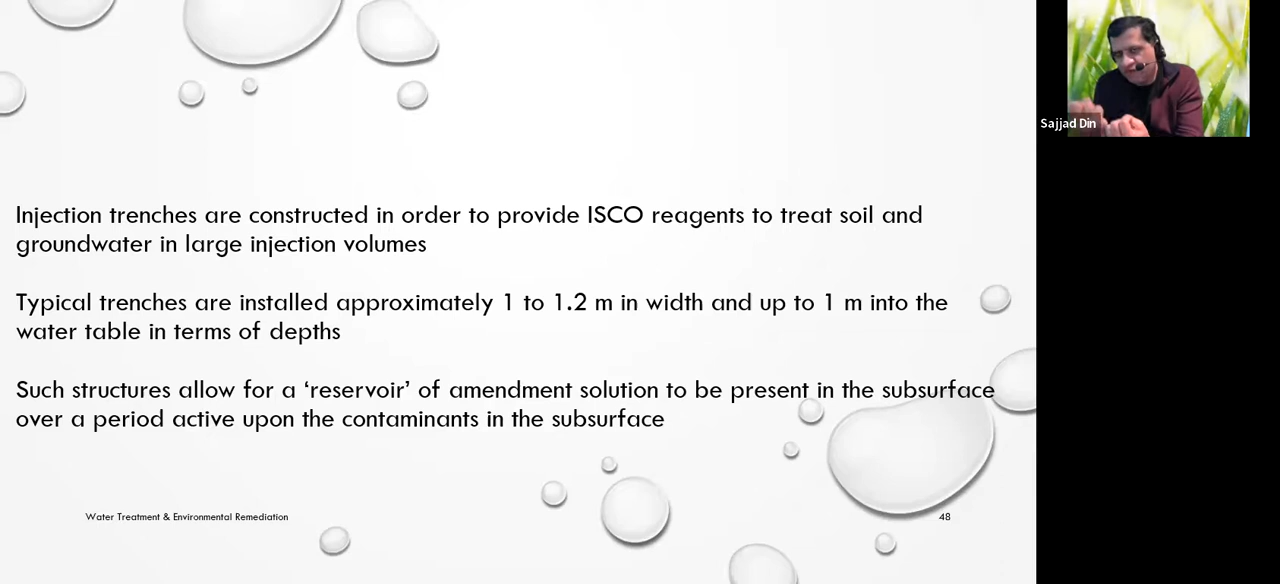 Injection trenches are constructed in order to provide ISCO reagents to treat soil and
groundwater in large injection volumes
Typical trenches are installed approximately 1 to 1.2 m in width and up to 1 m into the
water table in terms of depths
Such structures allow for a ‘reservoir’ of amendment solution to be present in the subsurface
over a period active upon the contaminants in the subsurface
Water Treatment & Environmental Remediation
48
Sajjad Din